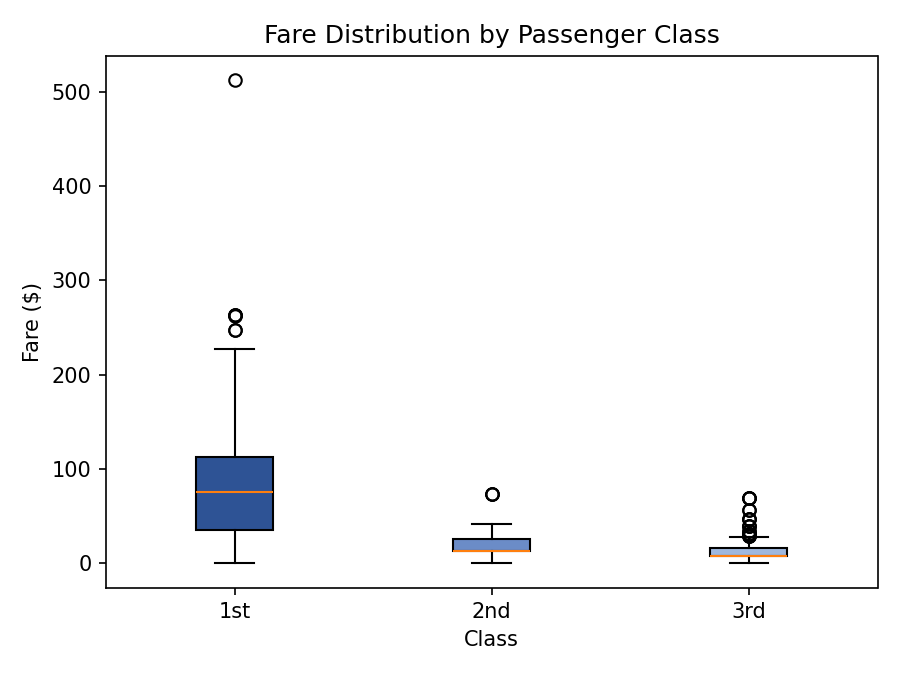 Fare Distribution by Passenger Class
Fare ($)
500
400
300
200
100
0
1st 2nd 3rd
Class